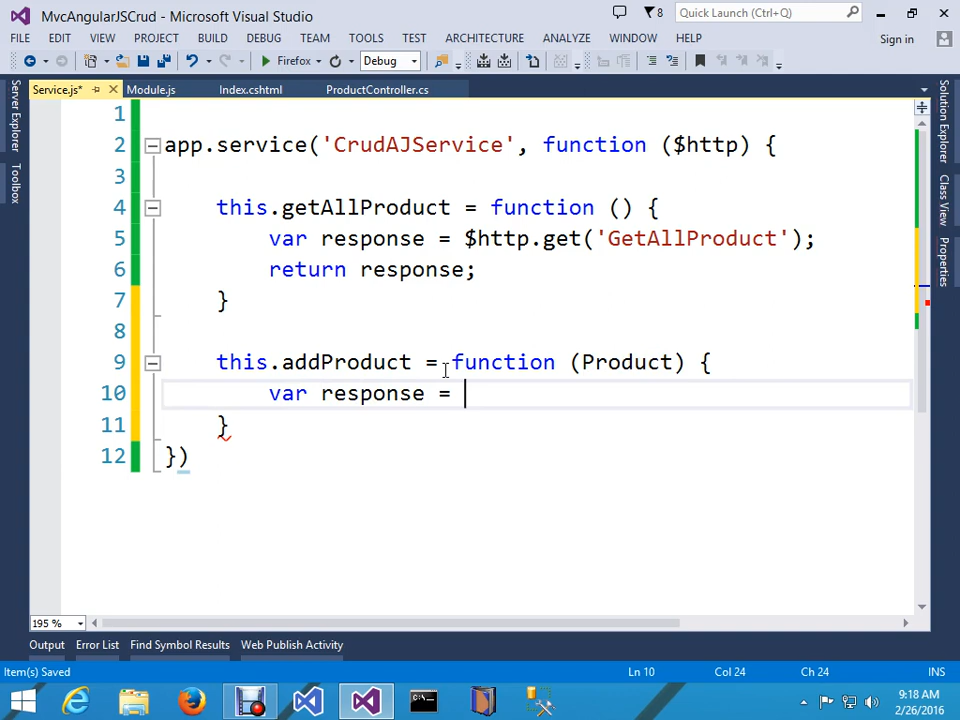 MvcAngularJSCrud - Microsoft Visual Studio
8
Quick Launch (Ctrl+Q)
FILE EDIT VIEW PROJECT BUILD DEBUG TEAM TOOLS TEST ARCHITECTURE ANALYZE WINDOW HELP
Sign in
Firefox
Debug
Service.js* Module.js Index.cshtml ProductController.cs
Server Explorer
Toolbox
Solution Explorer
Class View
Properties
1
2 app.service('CrudAJService', function ($http) {
3
4 this.getAllProduct = function () {
5 var response = $http.get('GetAllProduct');
6 return response;
7 }
8
9 this.addProduct = function (Product) {
10 var response =
11 }
12 })
195 %
Output Error List Find Symbol Results Web Publish Activity
Item(s) Saved Ln 10 Col 24 Ch 24 INS
9:18 AM
2/26/2016